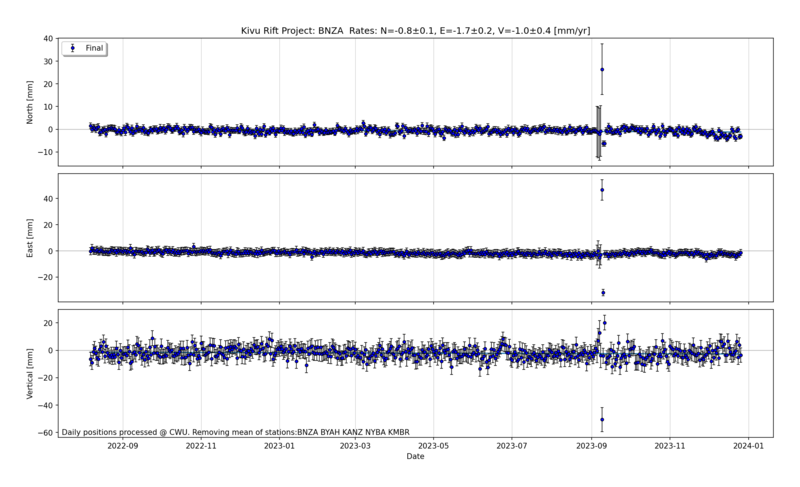 Kivu Rift Project: BNZA  Rates: N=-0.8±0.1, E=-1.7±0.2, V=-1.0±0.4 [mm/yr]
Final
North [mm]
40
30
20
10
0
−10
East [mm]
40
20
0
−20
Vertical [mm]
20
0
−20
−40
−60
Daily positions processed @ CWU. Removing mean of stations:BNZA BYAH KANZ NYBA KMBR
2022-09 2022-11 2023-01 2023-03 2023-05 2023-07 2023-09 2023-11 2024-01
Date